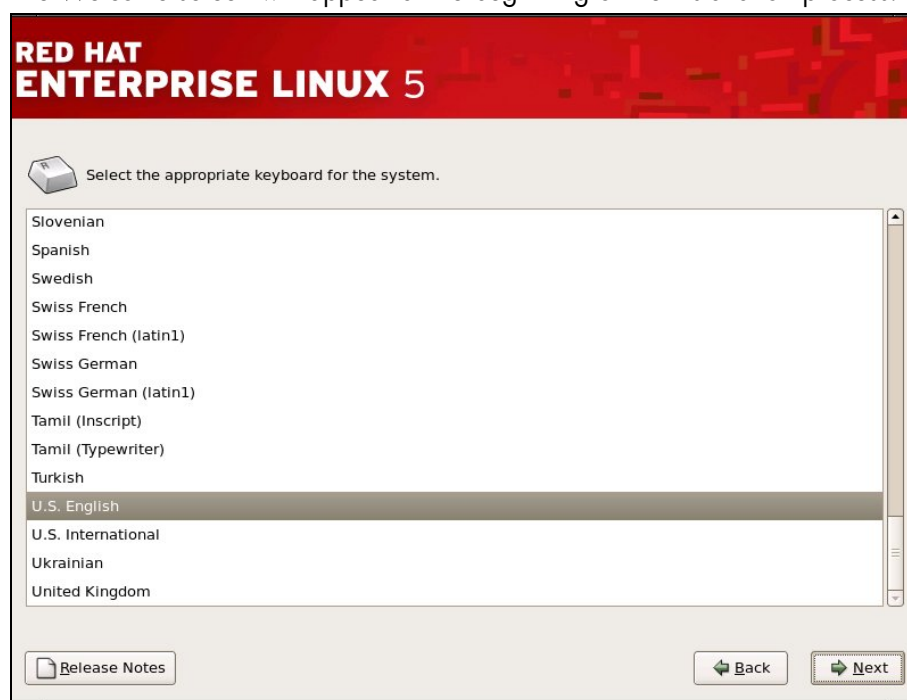 RED HAT
ENTERPRISE LINUX 5
Select the appropriate keyboard for the system.
Slovenian
Spanish
Swedish
Swiss French
Swiss French (latin1)
Swiss German
Swiss German (latin1)
Tamil (Inscript)
Tamil (Typewriter)
Turkish
U.S. English
U.S. International
Ukrainian
United Kingdom
Release Notes
Back
Next